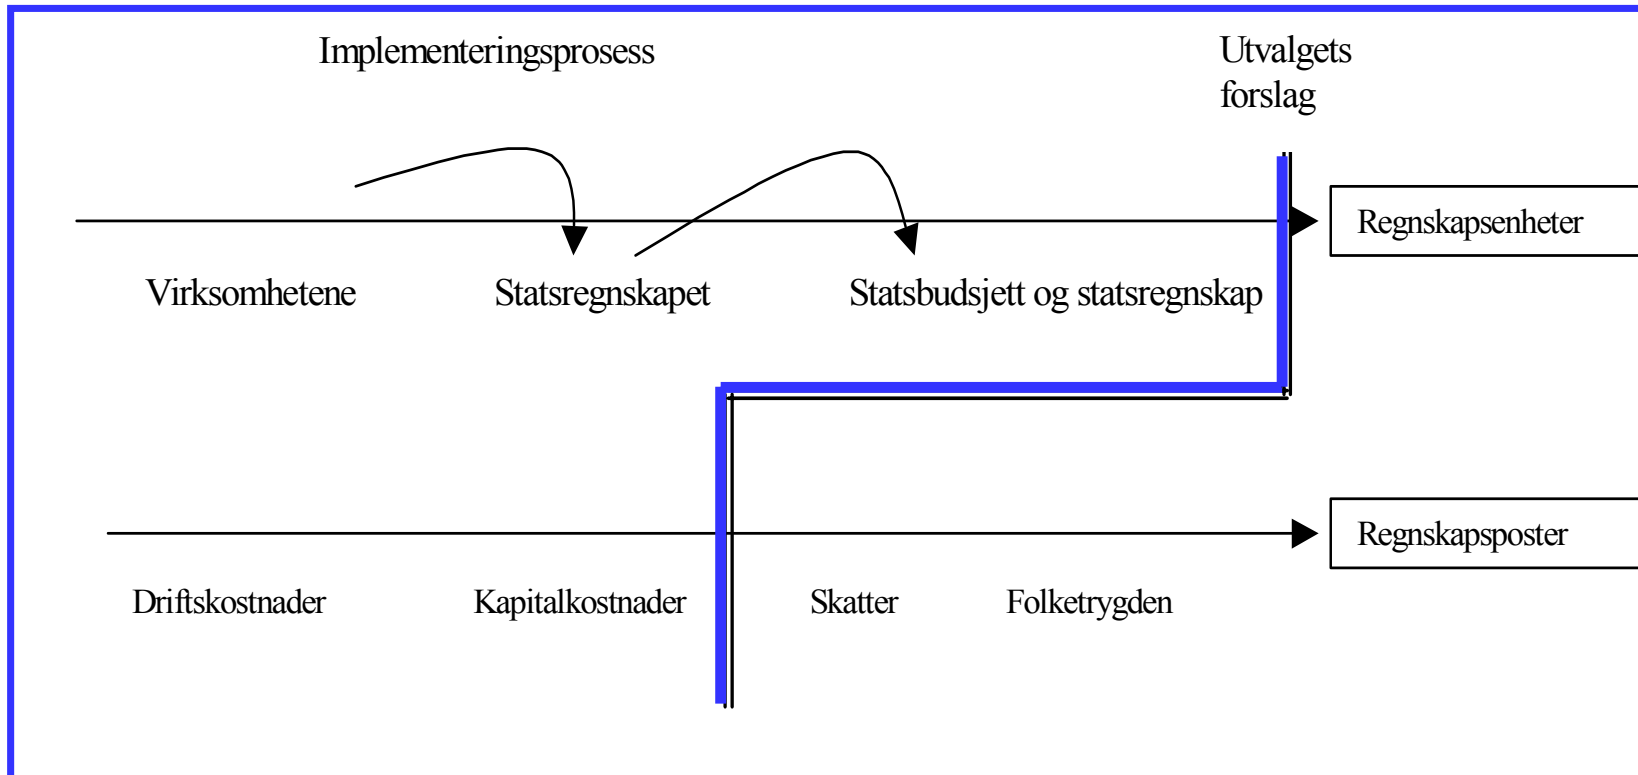 Implementeringsprosess
Utvalgets
forslag
Regnskapsenheter
Virksomhetene
Statsregnskapet
Statsbudsjett og statsregnskap
Regnskapsposter
Driftskostnader
Kapitalkostnader
Skatter
Folketrygden